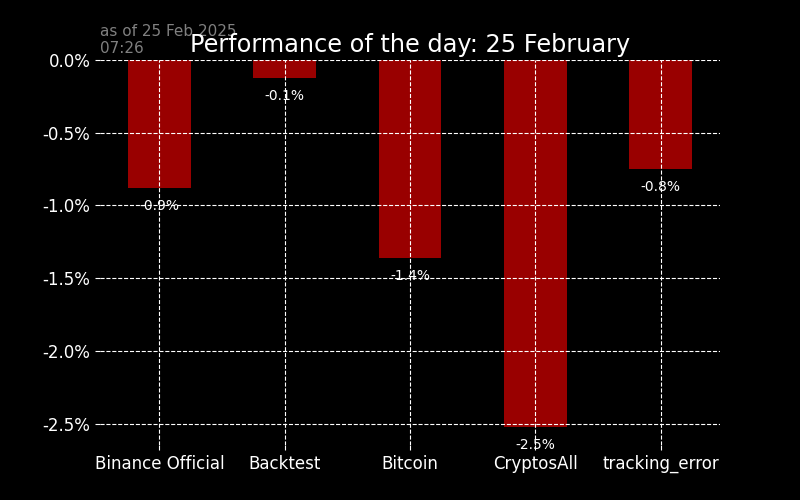 as of 25 Feb 2025
07:26
Performance of the day: 25 February
0.0%
-0.5%
-1.0%
-1.5%
-2.0%
-2.5%
-0.9%
-0.1%
-1.4%
-2.5%
-0.8%
Binance Official
Backtest
Bitcoin
CryptosAll
tracking_error